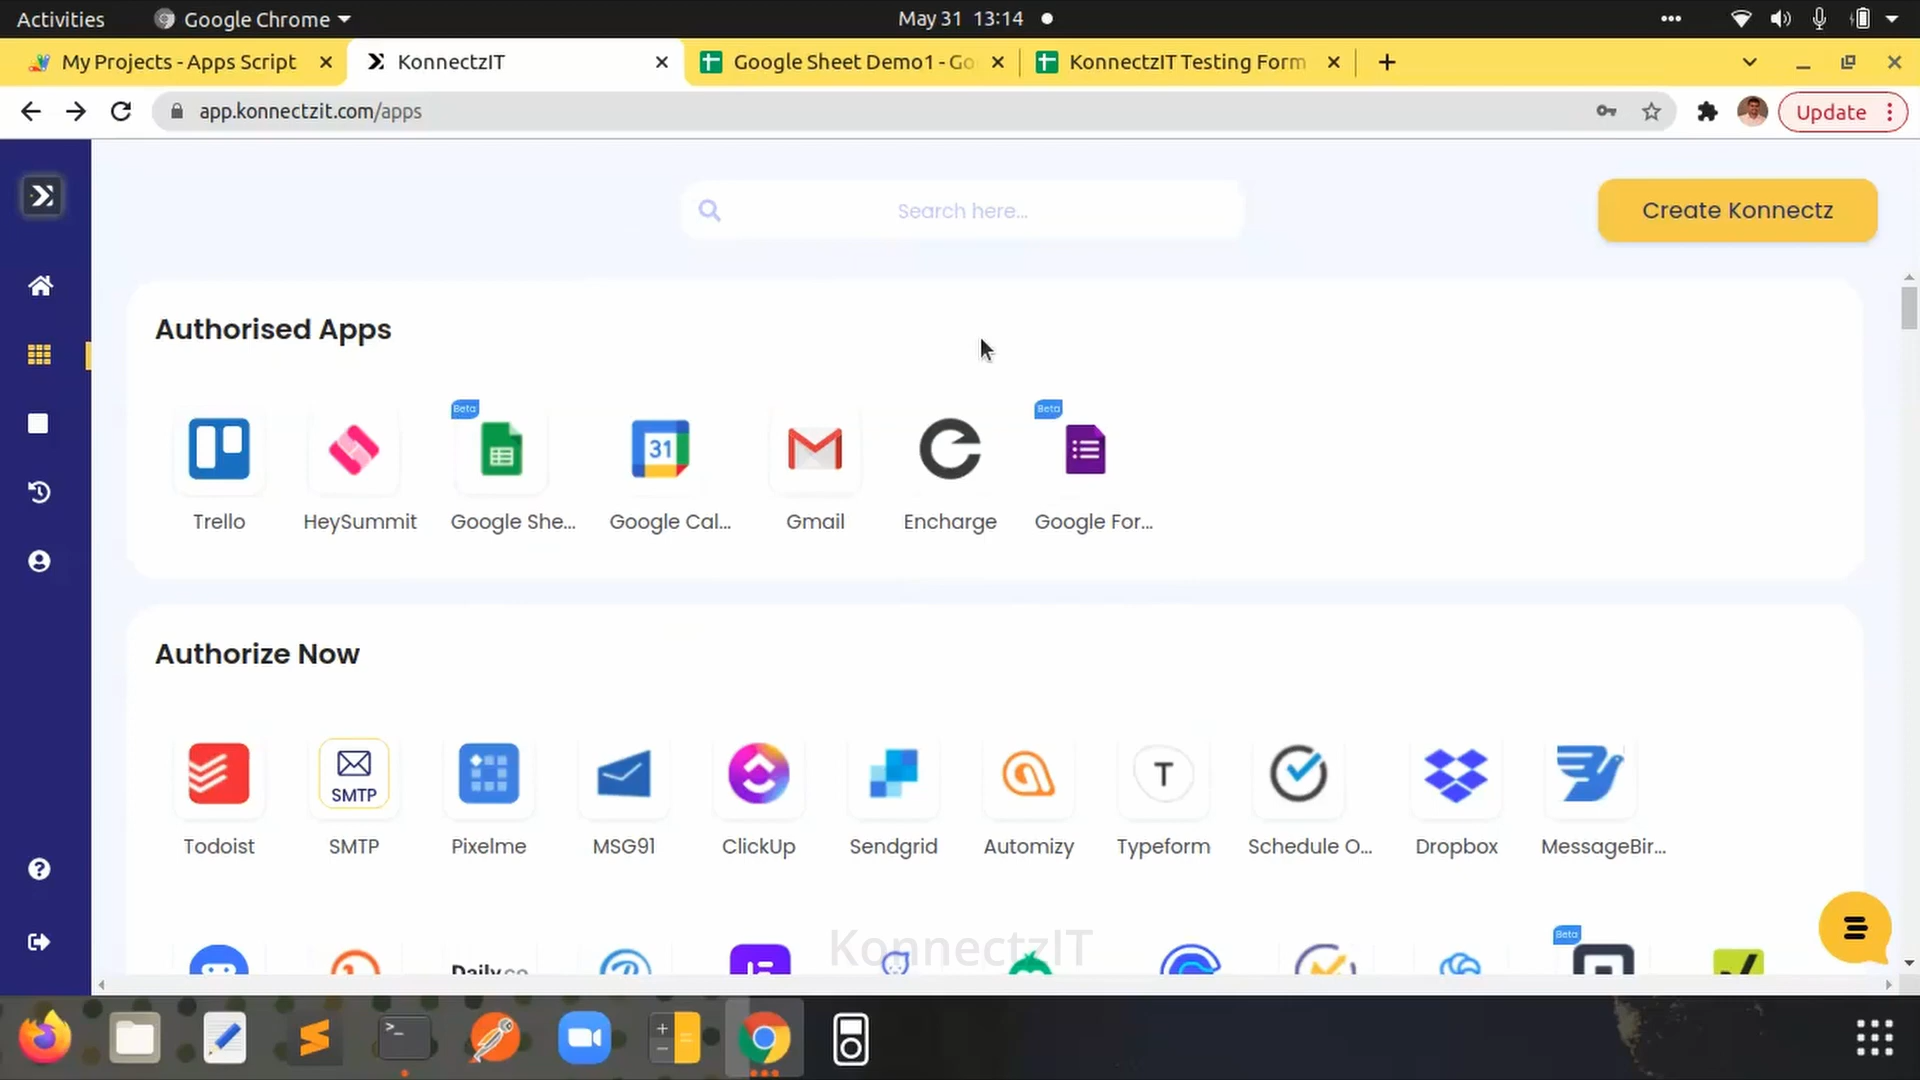 Activities Google Chrome May 31 13:14
My Projects - Apps Script KonnectzIT Google Sheet Demo1 - Go KonnectzIT Testing Form
app.konnectzit.com/apps Update
Search here... Create Konnectz
Authorised Apps
Beta Beta
31
Trello HeySummit Google She... Google Cal... Gmail Encharge Google For...
Authorize Now
SMTP T
Todoist SMTP Pixelme MSG91 ClickUp Sendgrid Automizy Typeform Schedule O... Dropbox MessageBir...
Beta
KonnectzIT
Daily.co